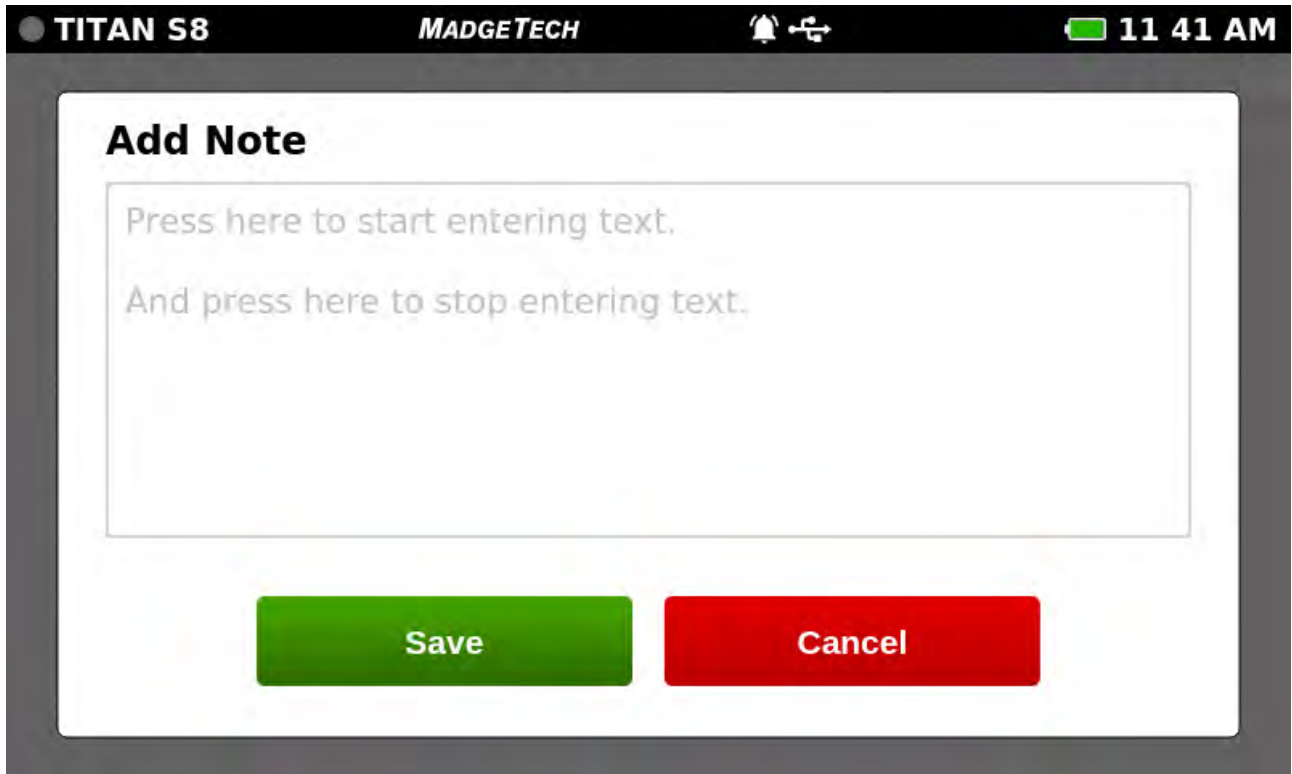 TITAN S8 MADGETECH 11 41 AM
Add Note
Press here to start entering text.
And press here to stop entering text.
Save Cancel